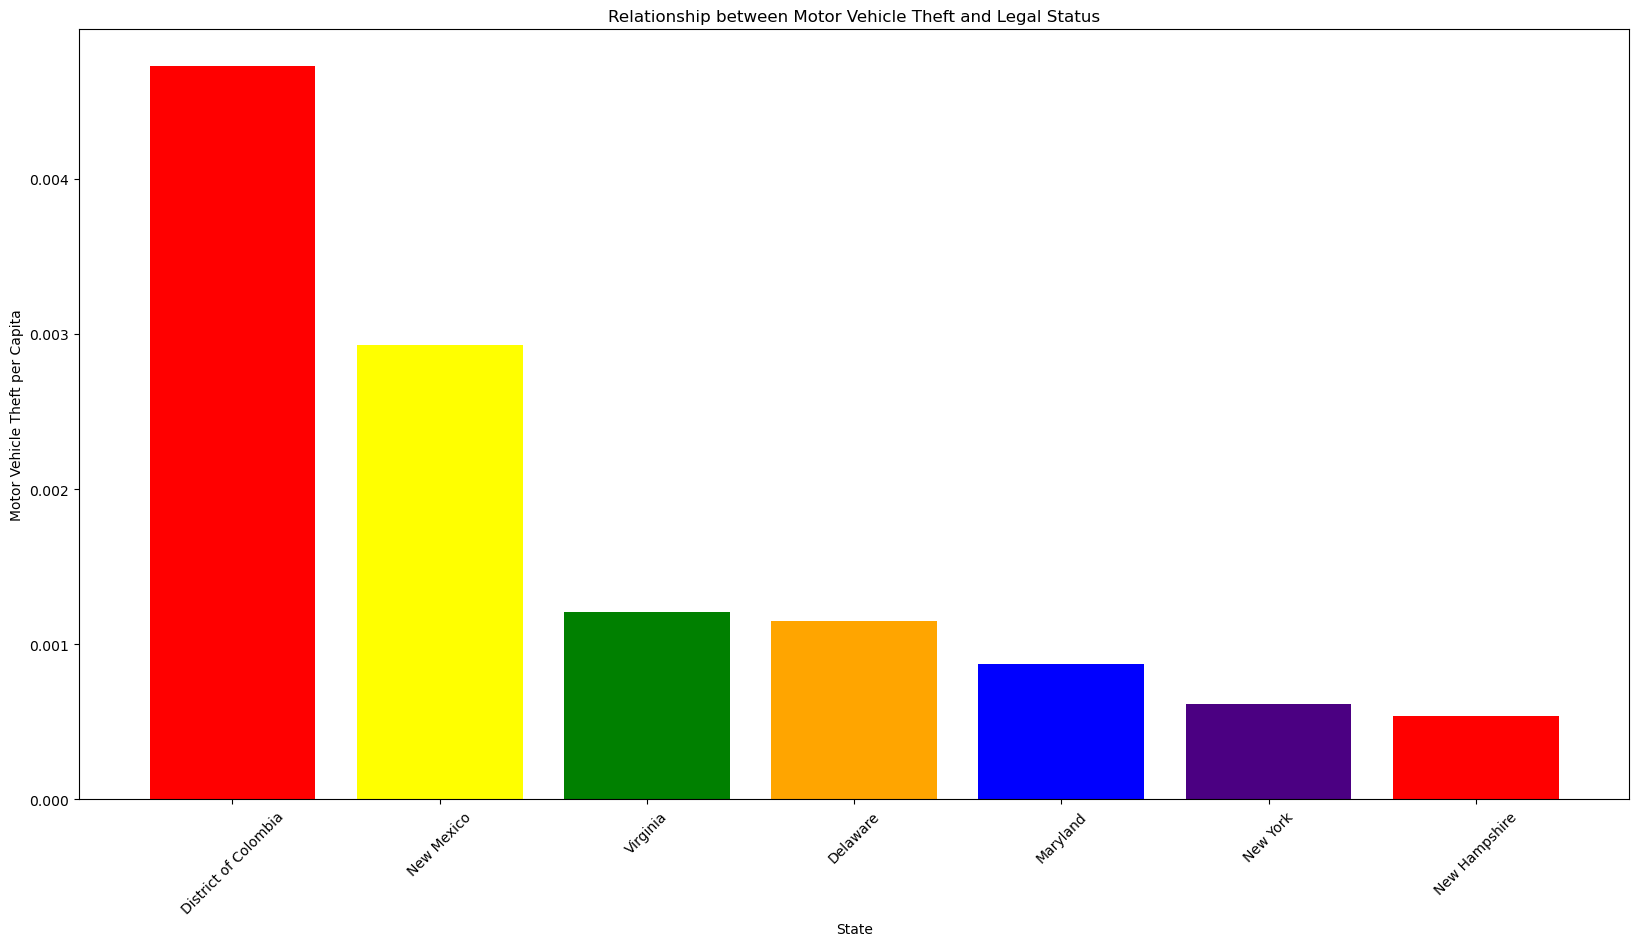 Relationship between Motor Vehicle Theft and Legal Status
Motor Vehicle Theft per Capita
0.004
0.003
0.002
0.001
0.000
District of Colombia
New Mexico
Virginia
Delaware
Maryland
New York
New Hampshire
State